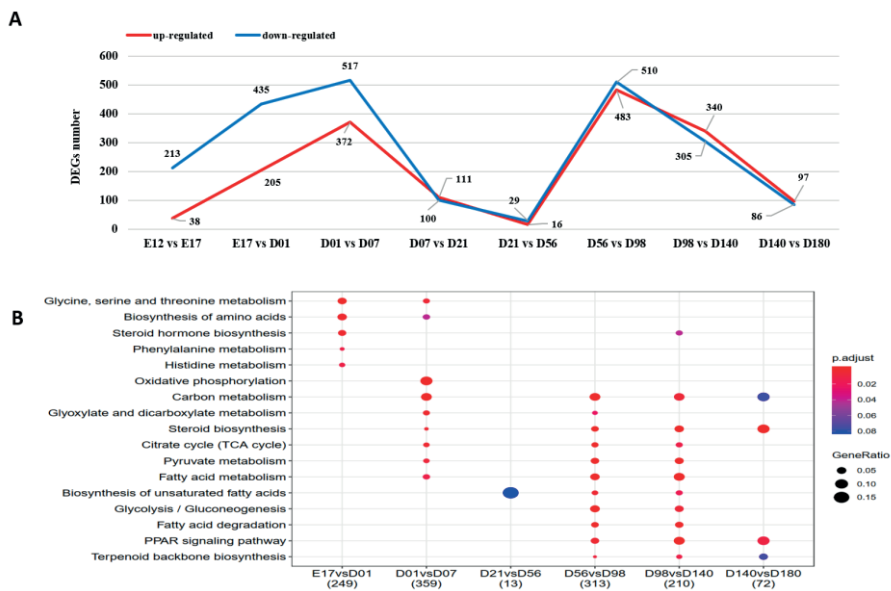 A
up-regulated down-regulated
DEGs number
600
500
400
300
200
100
0
213
435
517
38
205
372
111
100
29
16
510
483
340
305
97
86
E12 vs E17 E17 vs D01 D01 vs D07 D07 vs D21 D21 vs D56 D56 vs D98 D98 vs D140 D140 vs D180
B
Glycine, serine and threonine metabolism
Biosynthesis of amino acids
Steroid hormone biosynthesis
Phenylalanine metabolism
Histidine metabolism
Oxidative phosphorylation
Carbon metabolism
Glyoxylate and dicarboxylate metabolism
Steroid biosynthesis
Citrate cycle (TCA cycle)
Pyruvate metabolism
Fatty acid metabolism
Biosynthesis of unsaturated fatty acids
Glycolysis / Gluconeogenesis
Fatty acid degradation
PPAR signaling pathway
Terpenoid backbone biosynthesis
E17vsD01 D01vsD07 D21vsD56 D56vsD98 D98vsD140 D140vsD180
(249) (359) (13) (313) (210) (72)
p.adjust
0.02
0.04
0.06
0.08
GeneRatio
0.05
0.10
0.15